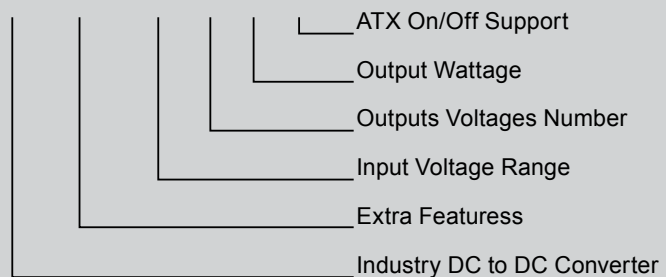 ATX On/Off Support
Output Wattage
Outputs Voltages Number
Input Voltage Range
Extra Featuress
Industry DC to DC Converter